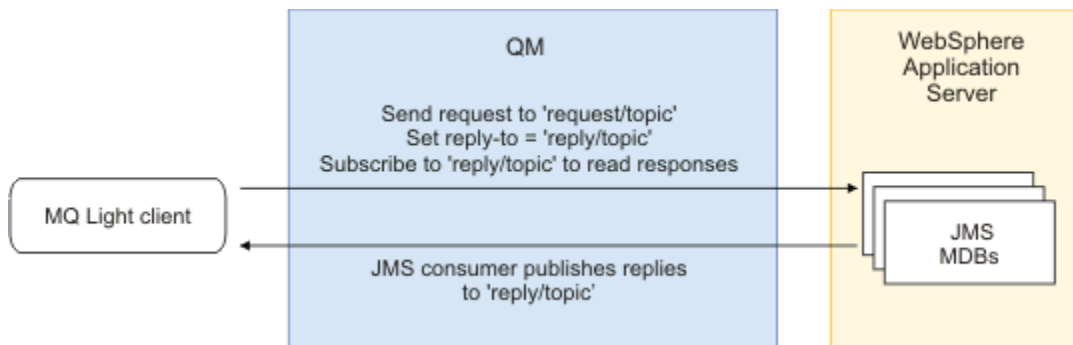 QM
WebSphere
Application
Server
Send request to 'request/topic'
Set reply-to = 'reply/topic'
Subscribe to 'reply/topic' to read responses
MQ Light client
JMS
MDBs
JMS consumer publishes replies
to 'reply/topic’